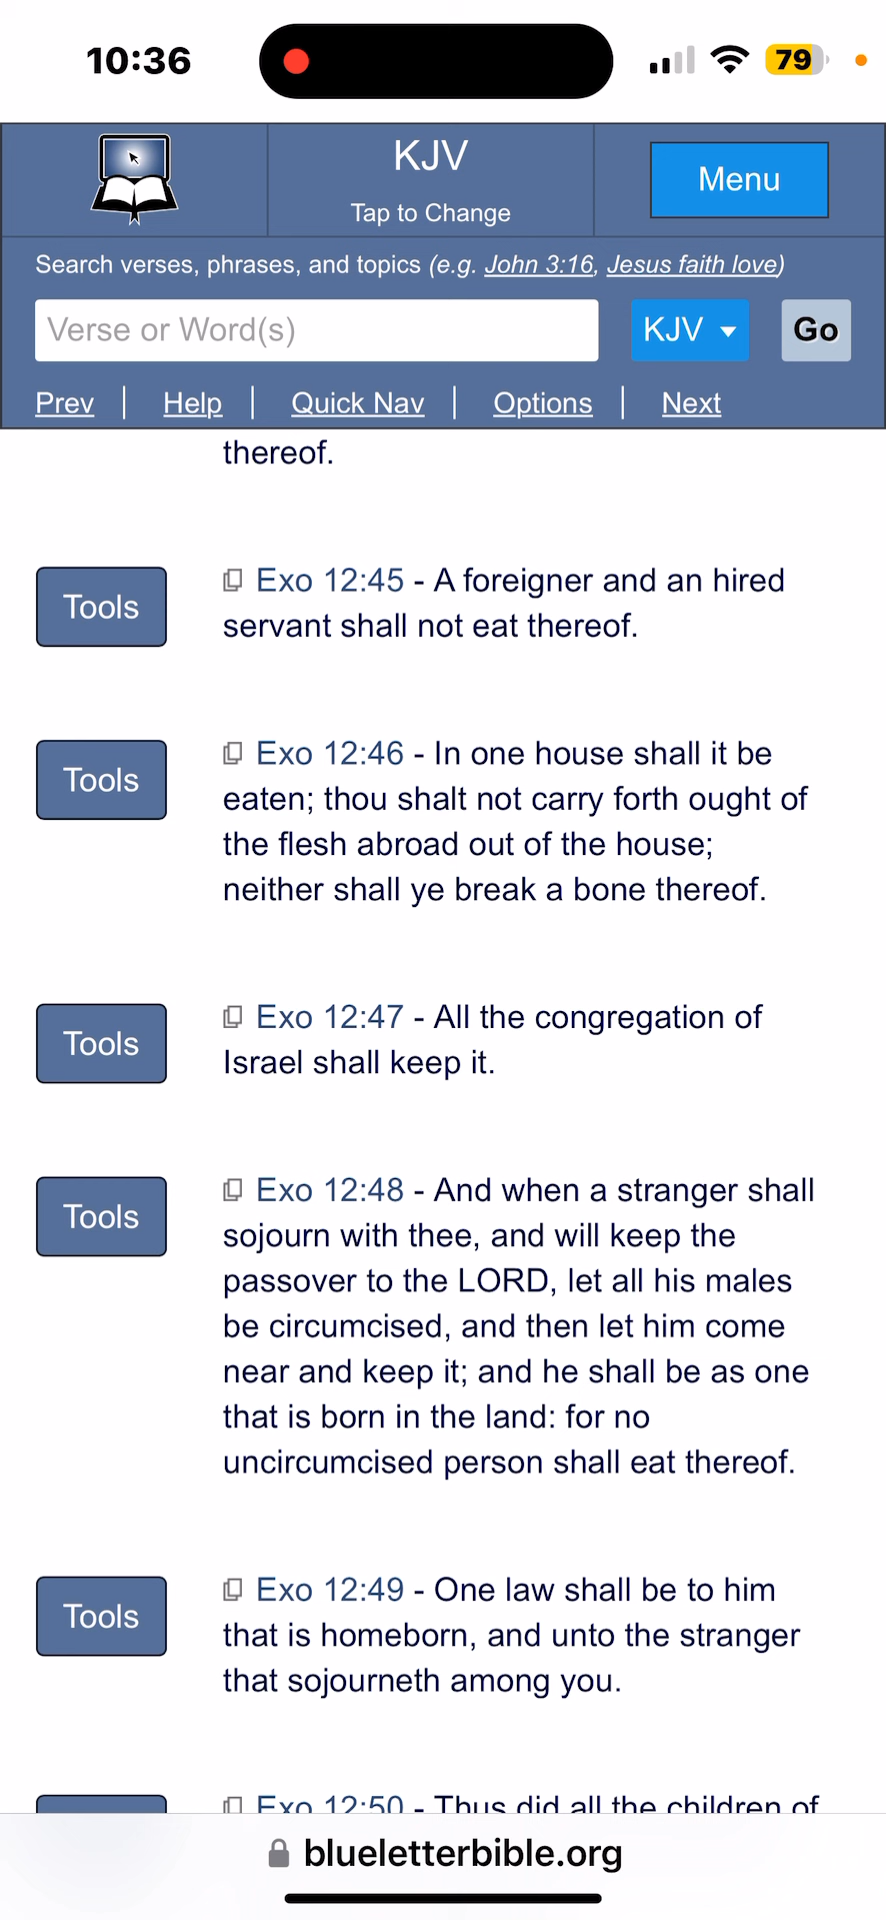 10:36
79
KJV
Tap to Change
Menu
Search verses, phrases, and topics (e.g. John 3:16, Jesus faith love)
Verse or Word(s)
KJV
Go
Prev | Help | Quick Nav | Options | Next
thereof.
Tools
Exo 12:45 - A foreigner and an hired
servant shall not eat thereof.
Tools
Exo 12:46 - In one house shall it be
eaten; thou shalt not carry forth ought of
the flesh abroad out of the house;
neither shall ye break a bone thereof.
Tools
Exo 12:47 - All the congregation of
Israel shall keep it.
Tools
Exo 12:48 - And when a stranger shall
sojourn with thee, and will keep the
passover to the LORD, let all his males
be circumcised, and then let him come
near and keep it; and he shall be as one
that is born in the land: for no
uncircumcised person shall eat thereof.
Tools
Exo 12:49 - One law shall be to him
that is homeborn, and unto the stranger
that sojourneth among you.
Exo 12:50 - Thus did all the children of
blueletterbible.org